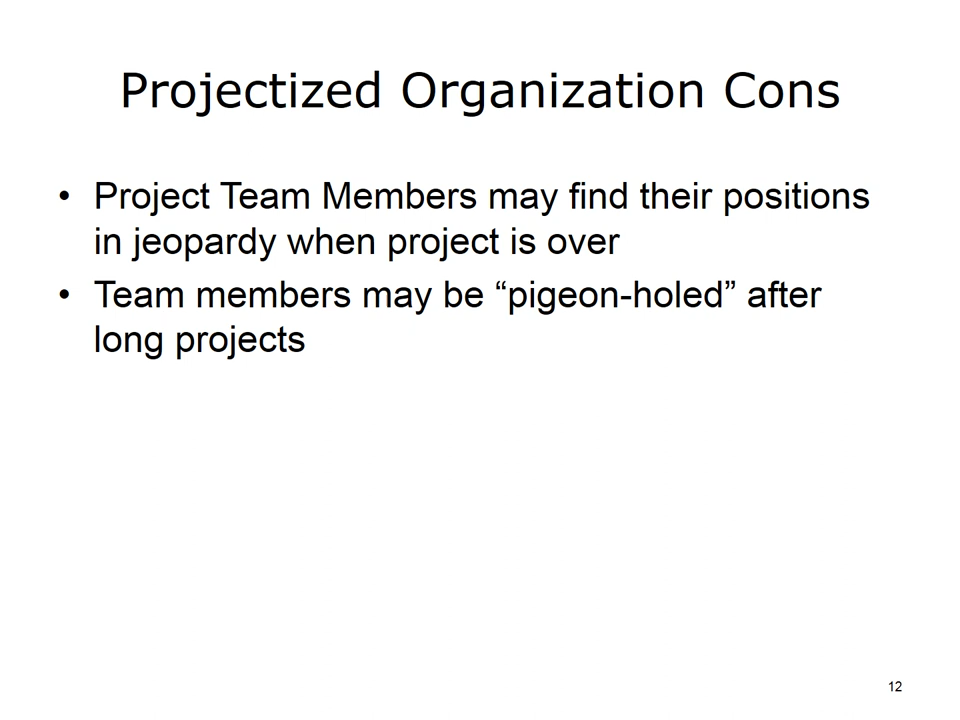 Projectized Organization Cons
• Project Team Members may find their positions
in jeopardy when project is over
• Team members may be “pigeon-holed” after
long projects
12